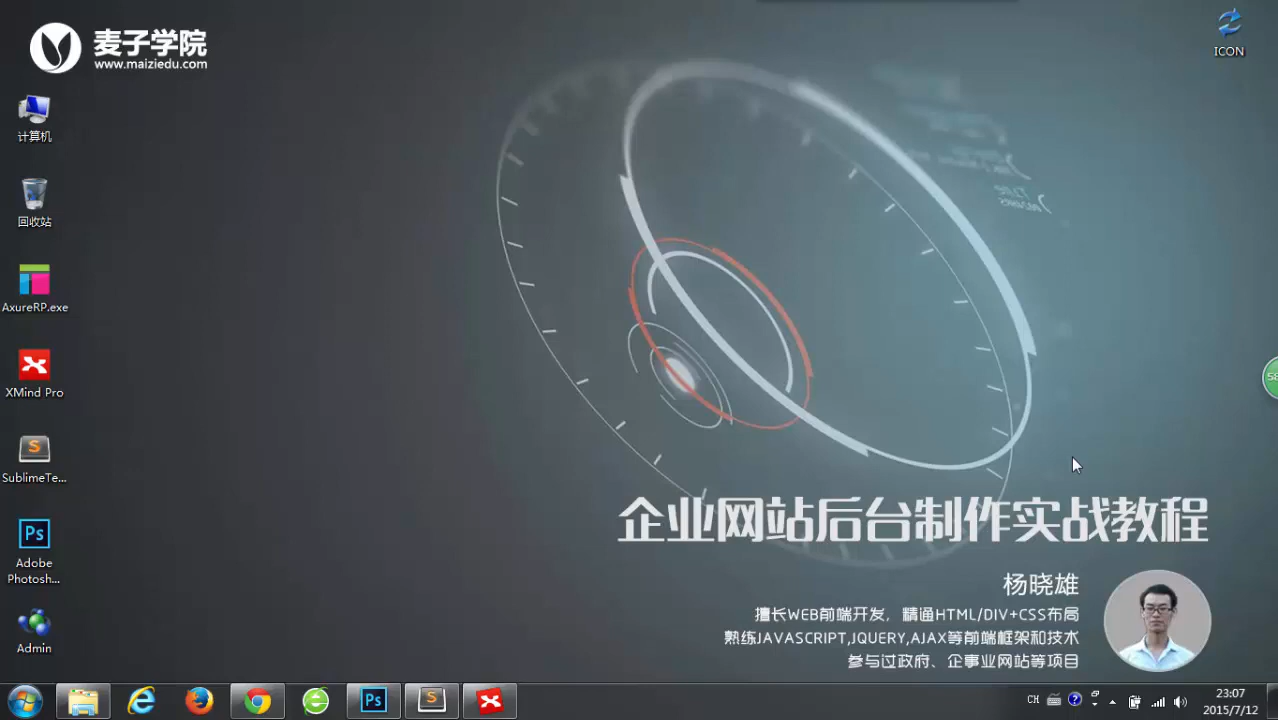 麦子学院
www.maiziedu.com
ICON
计算机
回收站
AxureRP.exe
XMind Pro
SublimeTe...
Ps
Adobe
Photosh...
Admin
58
企业网站后台制作实战教程
杨晓雄
擅长WEB前端开发，精通HTML/DIV+CSS布局
熟练JAVASCRIPT,JQUERY,AJAX等前端框架和技术
参与过政府、企事业网站等项目
Ps
CH
23:07
2015/7/12